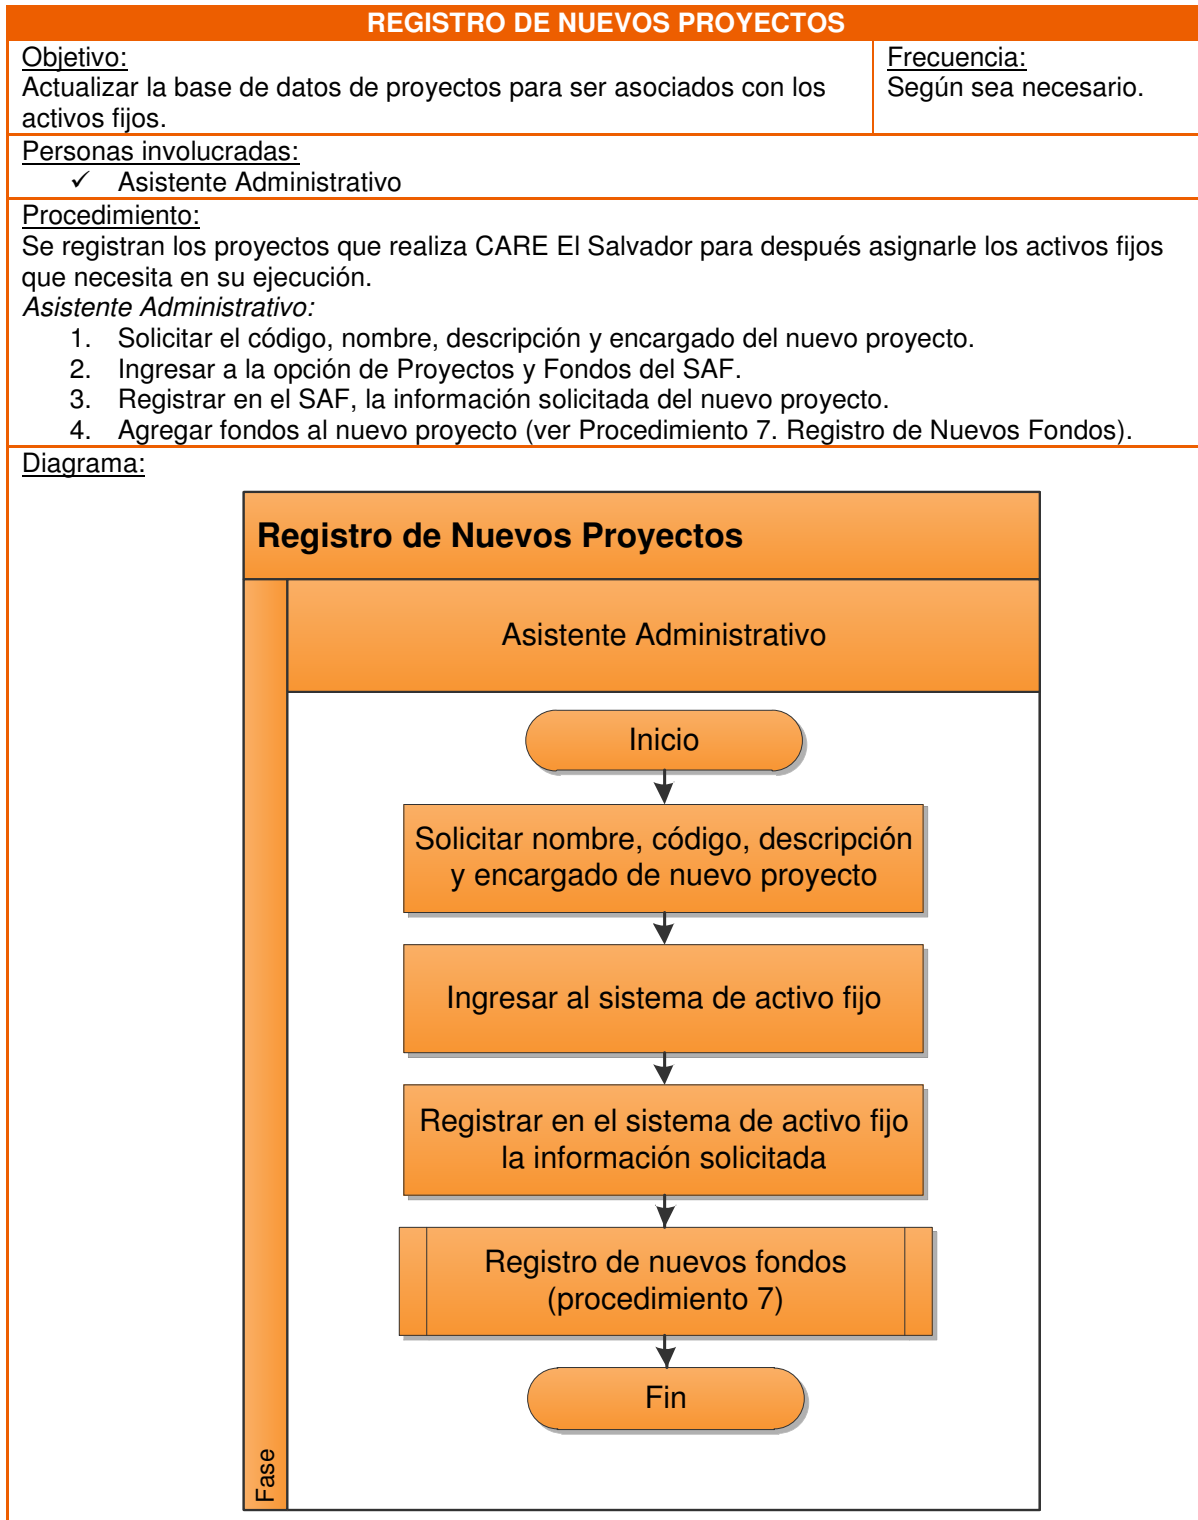 REGISTRO DE NUEVOS PROYECTOS
Objetivo:
Actualizar la base de datos de proyectos para ser asociados con los
activos fijos.
Frecuencia:
Según sea necesario.
Personas involucradas:
✓ Asistente Administrativo
Procedimiento:
Se registran los proyectos que realiza CARE El Salvador para después asignarle los activos fijos
que necesita en su ejecución.
Asistente Administrativo:
1. Solicitar el código, nombre, descripción y encargado del nuevo proyecto.
2. Ingresar a la opción de Proyectos y Fondos del SAF.
3. Registrar en el SAF, la información solicitada del nuevo proyecto.
4. Agregar fondos al nuevo proyecto (ver Procedimiento 7. Registro de Nuevos Fondos).
Diagrama:
Registro de Nuevos Proyectos
Asistente Administrativo
Inicio
Solicitar nombre, código, descripción
y encargado de nuevo proyecto
Ingresar al sistema de activo fijo
Registrar en el sistema de activo fijo
la información solicitada
Registro de nuevos fondos
(procedimiento 7)
Fin
Fase